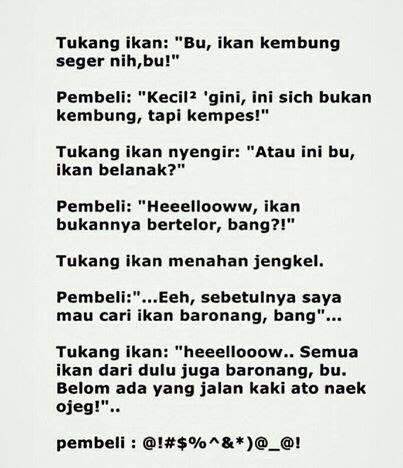 Tukang ikan: "Bu, ikan kembung
seger nih,bu!"
Pembeli: "Kecil² 'gini, ini sich bukan
kembung, tapi kempes!"
Tukang ikan nyengir: "Atau ini bu,
ikan belanak?"
Pembeli: "Heeellooww, ikan
bukannya bertelor, bang?!"
Tukang ikan menahan jengkel.
Pembeli:"...Eeh, sebetulnya saya
mau cari ikan baronang, bang"...
Tukang ikan: "heeellooow.. Semua
ikan dari dulu juga baronang, bu.
Belom ada yang jalan kaki ato naek
ojeg!"..
pembeli : @!#$%^&*)@_@!